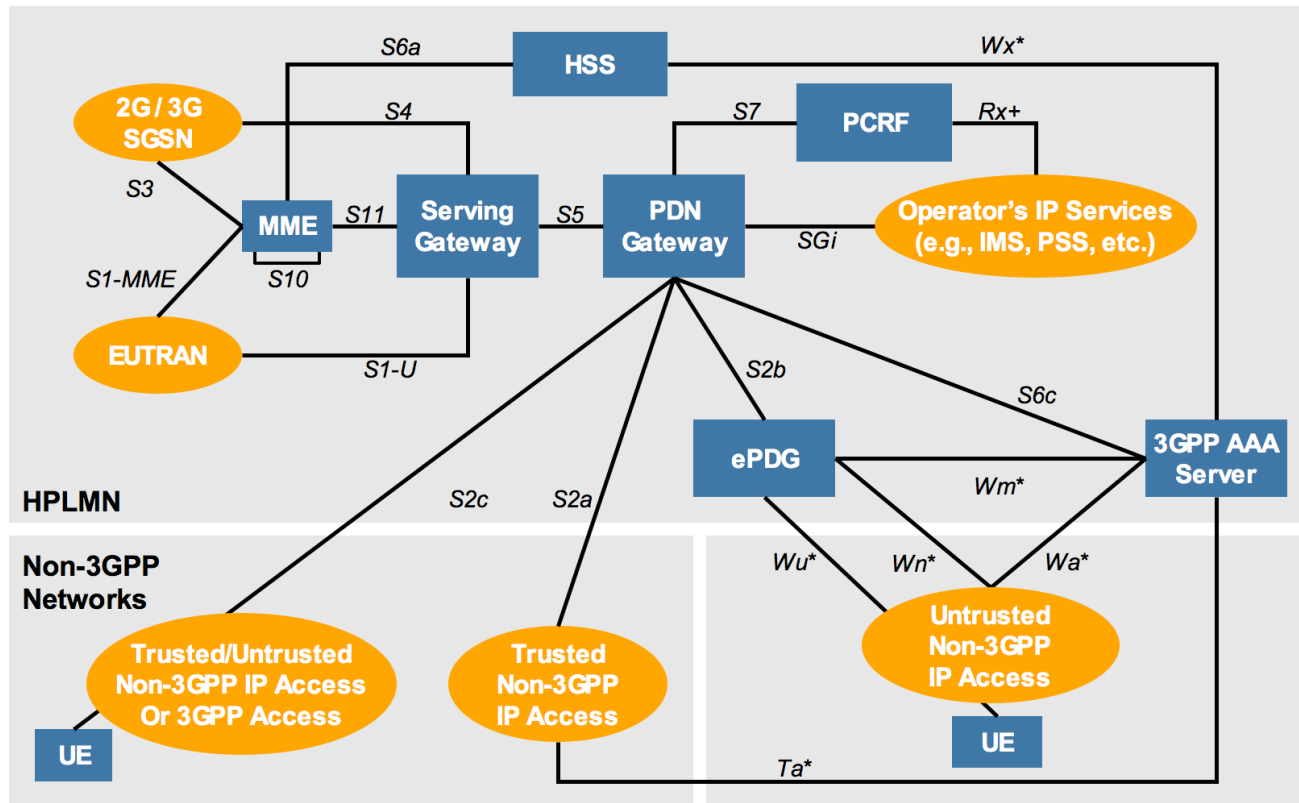 S6a
HSS
Wx*
2G / 3G
SGSN
S4
S7
PCRF
Rx+
S3
MME
S11
Serving
Gateway
S5
PDN
Gateway
SGi
Operator's IP Services
(e.g., IMS, PSS, etc.)
S10
S1-MME
EUTRAN
S1-U
S2b
S6c
ePDG
Wm*
3GPP AAA
Server
HPLMN
S2c
S2a
Non-3GPP
Networks
Wu*
Wn*
Wa*
Trusted/Untrusted
Non-3GPP IP Access
Or 3GPP Access
Trusted
Non-3GPP
IP Access
Untrusted
Non-3GPP
IP Access
UE
UE
Ta*